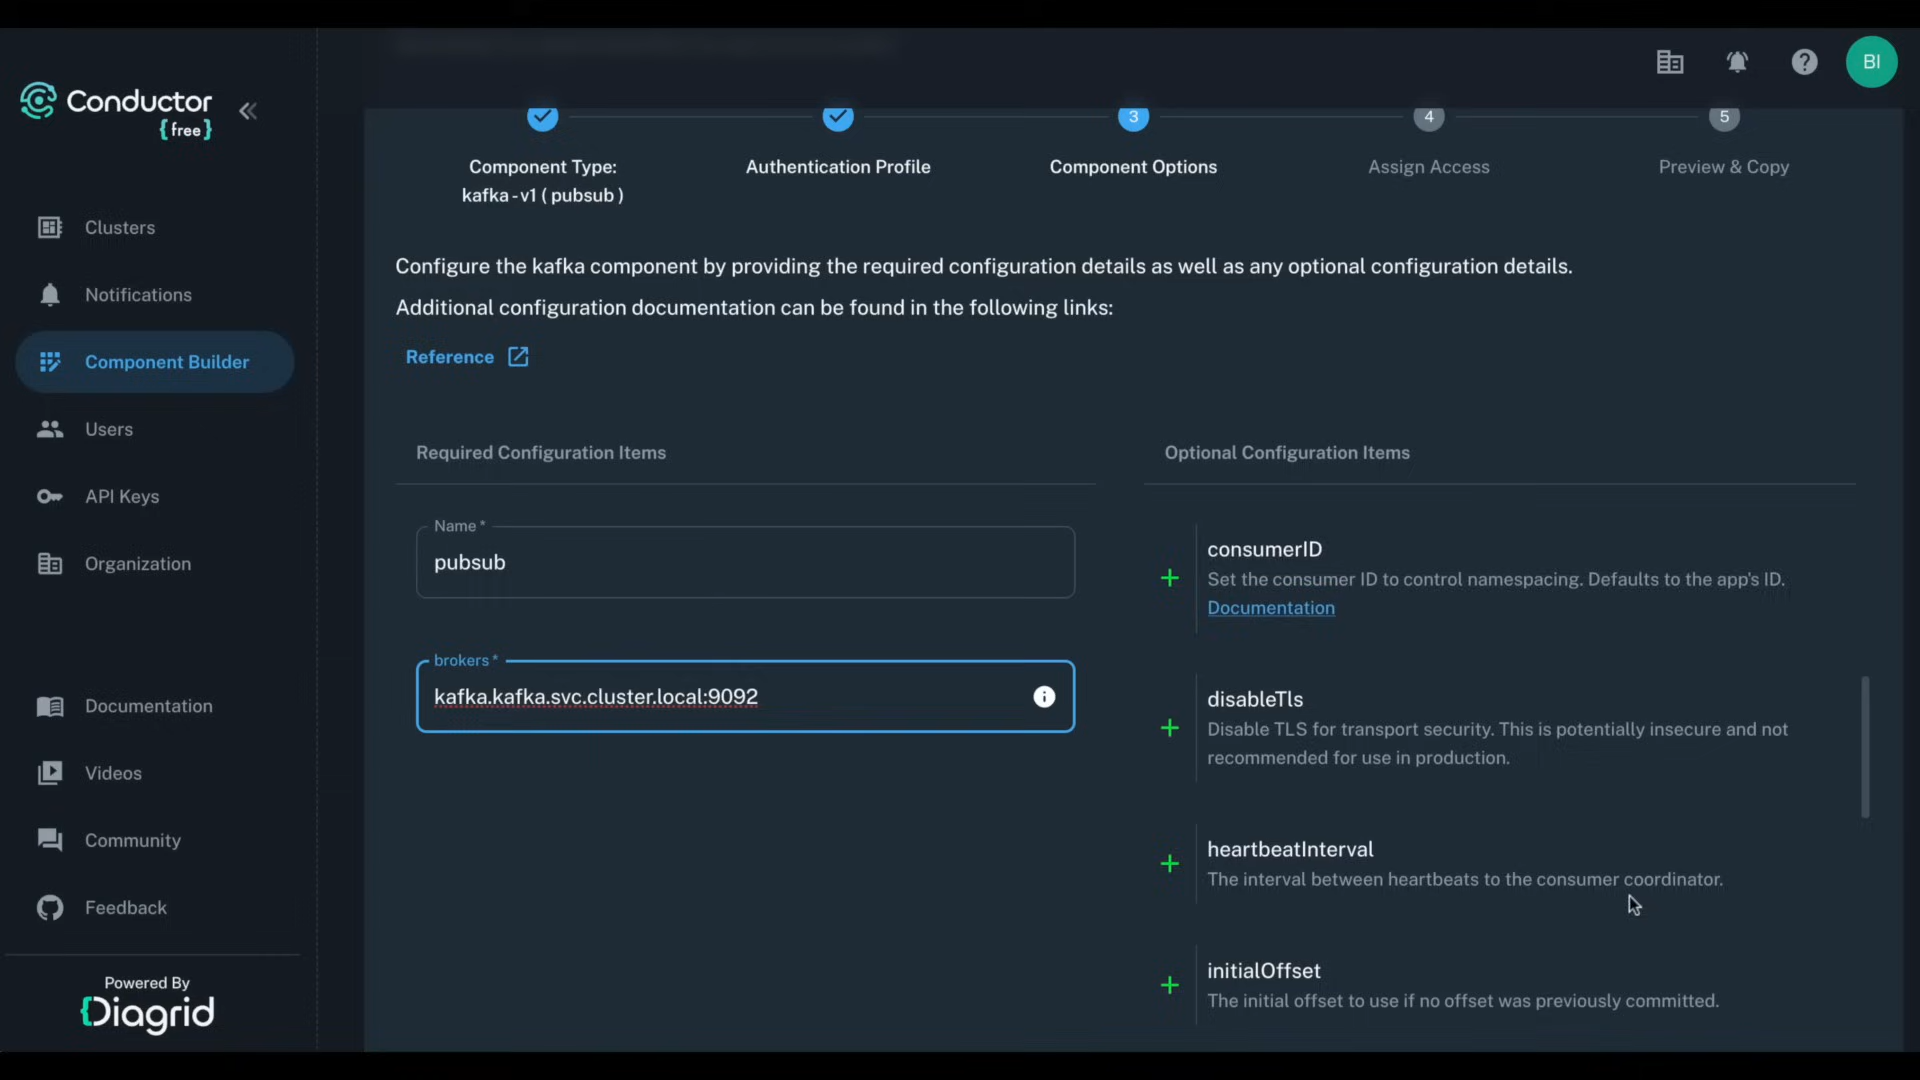 Conductor
{free}
BI
3
4
5
Component Type:
kafka - v1 ( pubsub )
Authentication Profile
Component Options
Assign Access
Preview & Copy
Clusters
Notifications
Component Builder
Users
API Keys
Organization
Documentation
Videos
Community
Feedback
Powered By
{Diagrid
Configure the kafka component by providing the required configuration details as well as any optional configuration details.
Additional configuration documentation can be found in the following links:
Reference
Required Configuration Items
Name *
pubsub
brokers *
kafka.kafka.svc.cluster.local:9092
Optional Configuration Items
consumerID
Set the consumer ID to control namespacing. Defaults to the app's ID.
Documentation
disableTls
Disable TLS for transport security. This is potentially insecure and not
recommended for use in production.
heartbeatInterval
The interval between heartbeats to the consumer coordinator.
initialOffset
The initial offset to use if no offset was previously committed.